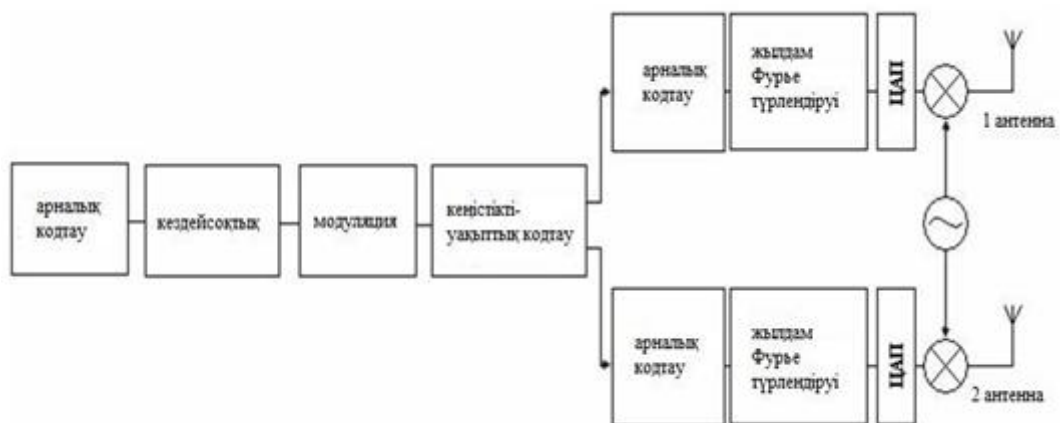 арналық
кодтау
кездейсоқтық
модуляция
кеңістікті-
уақыттық кодтау
арналық
кодтау
жылдам
Фурье
түрлендіруі
ЦАП
1 антенна
арналық
кодтау
жылдам
Фурье
түрлендіруі
ЦАП
2 антенна